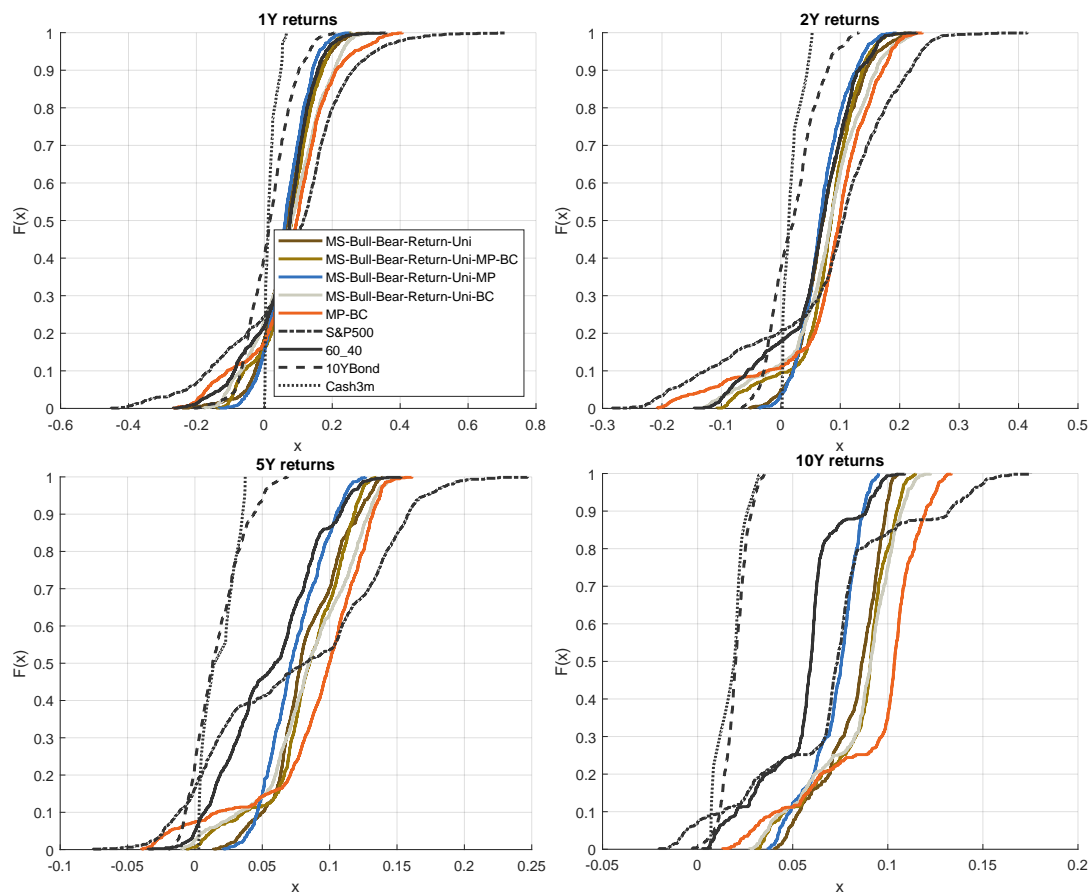 1Y returns
1
0.9
0.8
0.7
0.6
0.5
0.4
0.3
0.2
0.1
0
F(x)
-0.6 -0.4 -0.2 0 0.2 0.4 0.6 0.8
x
MS-Bull-Bear-Return-Uni
MS-Bull-Bear-Return-Uni-MP-BC
MS-Bull-Bear-Return-Uni-MP
MS-Bull-Bear-Return-Uni-BC
MP-BC
S&P500
60_40
10YBond
Cash3m
2Y returns
1
0.9
0.8
0.7
0.6
0.5
0.4
0.3
0.2
0.1
0
F(x)
-0.3 -0.2 -0.1 0 0.1 0.2 0.3 0.4 0.5
x
5Y returns
1
0.9
0.8
0.7
0.6
0.5
0.4
0.3
0.2
0.1
0
F(x)
-0.1 -0.05 0 0.05 0.1 0.15 0.2 0.25
x
10Y returns
1
0.9
0.8
0.7
0.6
0.5
0.4
0.3
0.2
0.1
0
F(x)
-0.05 0 0.05 0.1 0.15 0.2
x